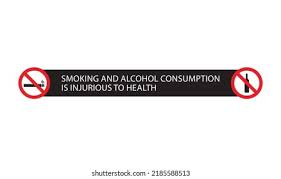 SMOKING AND ALCOHOL CONSUMPTION
IS INJURIOUS TO HEALTH
shutterstock.com · 2185588513